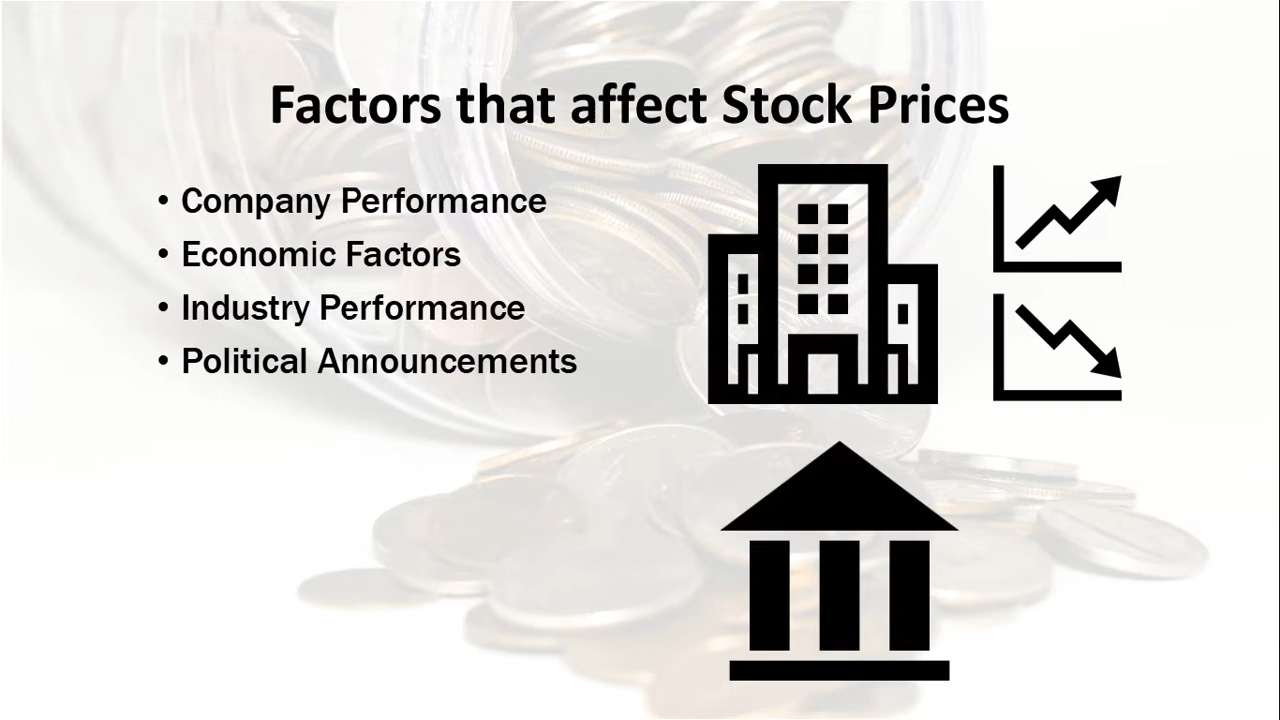 Factors that affect Stock Prices
• Company Performance
• Economic Factors
• Industry Performance
• Political Announcements